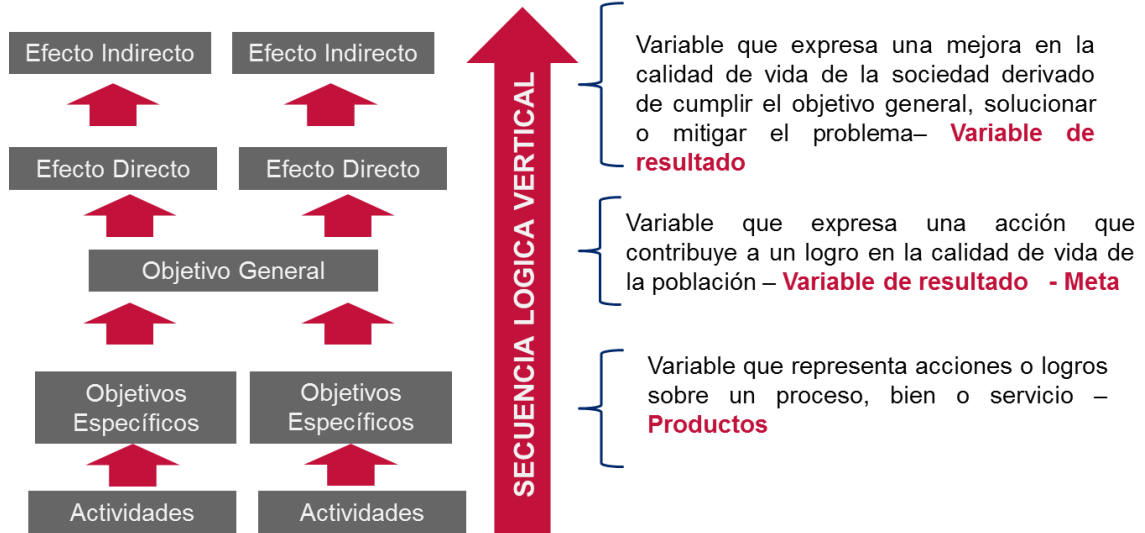 Efecto Indirecto
Efecto Indirecto
Efecto Directo
Efecto Directo
Objetivo General
Objetivos
Específicos
Objetivos
Específicos
Actividades
Actividades
SECUENCIA LOGICA VERTICAL
Variable que expresa una mejora en la
calidad de vida de la sociedad derivado
de cumplir el objetivo general, solucionar
o mitigar el problema– Variable de
resultado
Variable que expresa una acción que
contribuye a un logro en la calidad de vida de
la población – Variable de resultado - Meta
Variable que representa acciones o logros
sobre un proceso, bien o servicio –
Productos